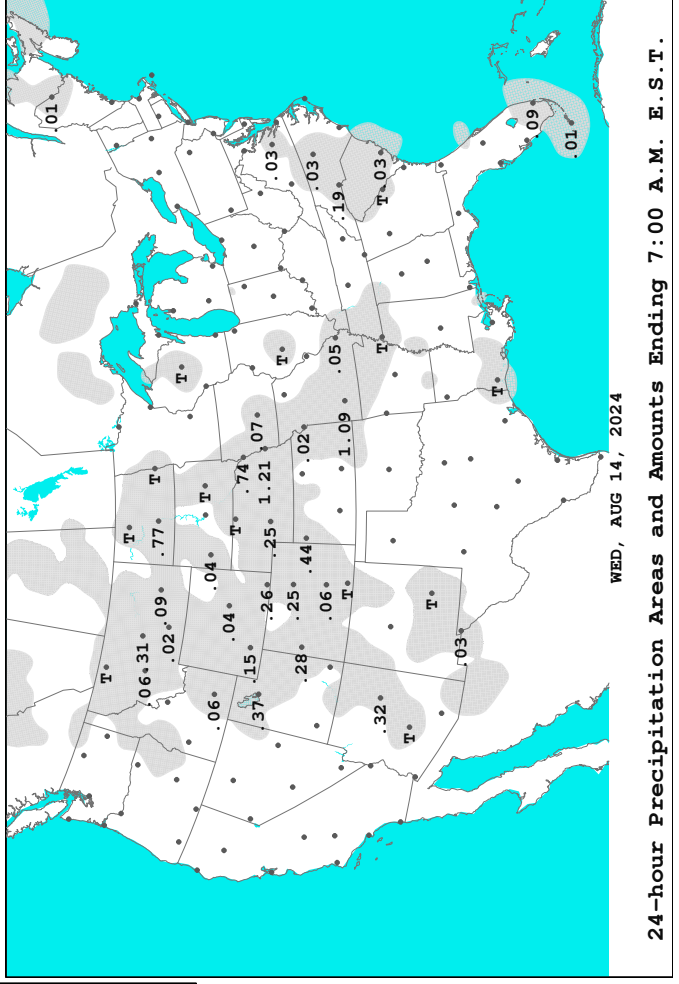 .01
T
T
.06 .31
.77 T
.09
.02
T
T
.04
.06
.04
T
.74
.15
.07
.37
1.21
.26 .25
.03
T
.25
.28
.02
.44
.03
.06
.05
.19
1.09
T
.32
.03
T
T
T
T
.03
T
.09
.01
WED, AUG 14, 2024
24-hour Precipitation Areas and Amounts Ending 7:00 A.M. E.S.T.